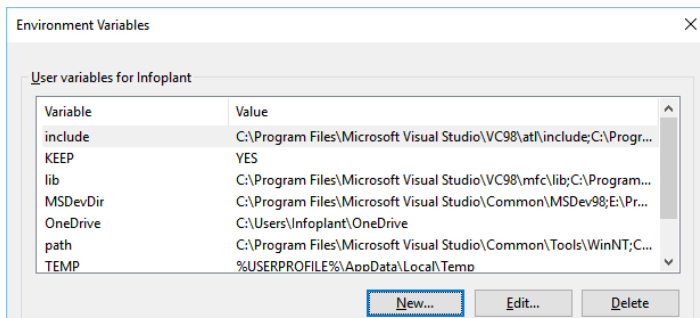 Environment Variables
User variables for Infoplant
Variable Value
include C:\Program Files\Microsoft Visual Studio\VC98\atl\include;C:\Progr...
KEEP YES
lib C:\Program Files\Microsoft Visual Studio\VC98\mfc\lib;C:\Program...
MSDevDir C:\Program Files\Microsoft Visual Studio\Common\MSDev98;E:\Pr...
OneDrive C:\Users\Infoplant\OneDrive
path C:\Program Files\Microsoft Visual Studio\Common\Tools\WinNT;C...
TEMP %USERPROFILE%\AppData\Local\Temp
New... Edit... Delete